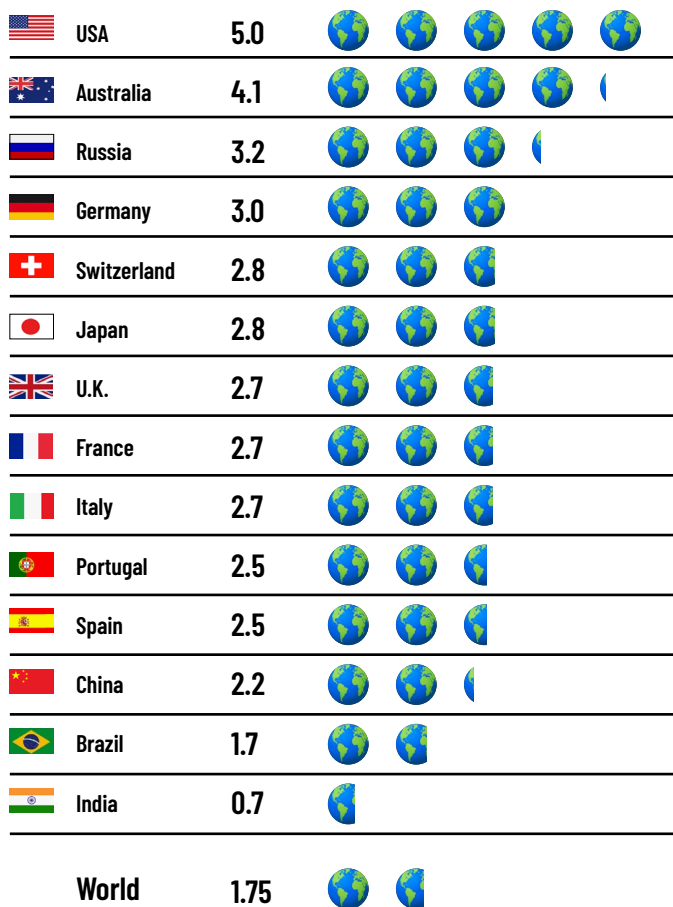 USA 5.0
Australia 4.1
Russia 3.2
Germany 3.0
Switzerland 2.8
Japan 2.8
U.K. 2.7
France 2.7
Italy 2.7
Portugal 2.5
Spain 2.5
China 2.2
Brazil 1.7
India 0.7
World 1.75